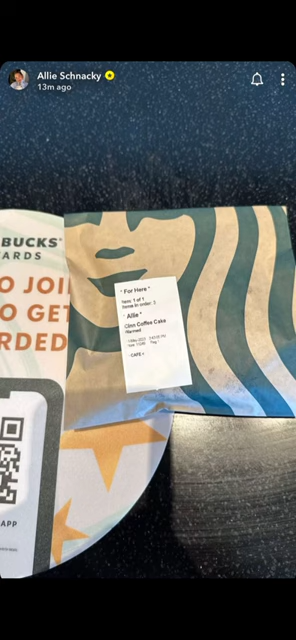 Allie Schnacky
13m ago
BUCKS®
ARDS
O JOI
O GET
RDED
APP
* For Here *
Item: 1 of 1
Items in order: 3
* Allie *
Cinn Coffee Cake
Warmed
- CAFE -